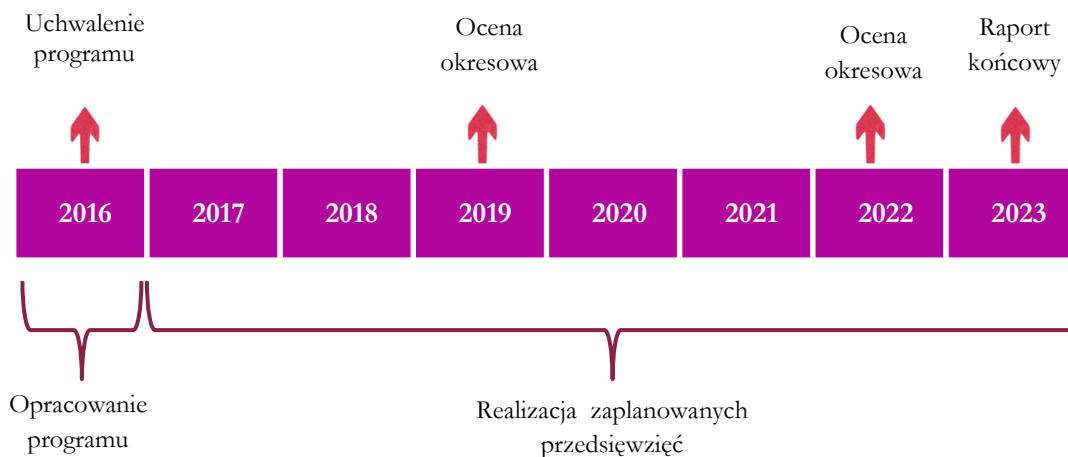 Uchwalenie
programu
Ocena
okresowa
Ocena
okresowa
Raport
końcowy
2016
2017
2018
2019
2020
2021
2022
2023
Opracowanie
programu
Realizacja zaplanowanych
przedsięwzięć